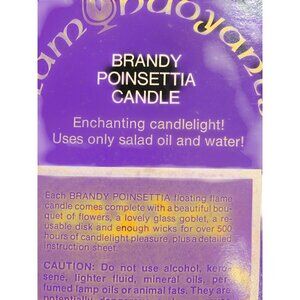 BRANDY
POINSETTIA
CANDLE
Enchanting candlelight!
Uses only salad oil and water!
Each BRANDY POINSETTIA floating flame
candle comes complete with a beautiful bou-
quet of flowers, a lovely glass goblet, a re-
usable disk and enough wicks for over 500
hours of candlelight pleasure, plus a detailed
instruction sheet.
CAUTION: Do not use alcohol, kero-
sene, lighter fluid, mineral oils, per-
fumed lamp oils or animal fats. They are